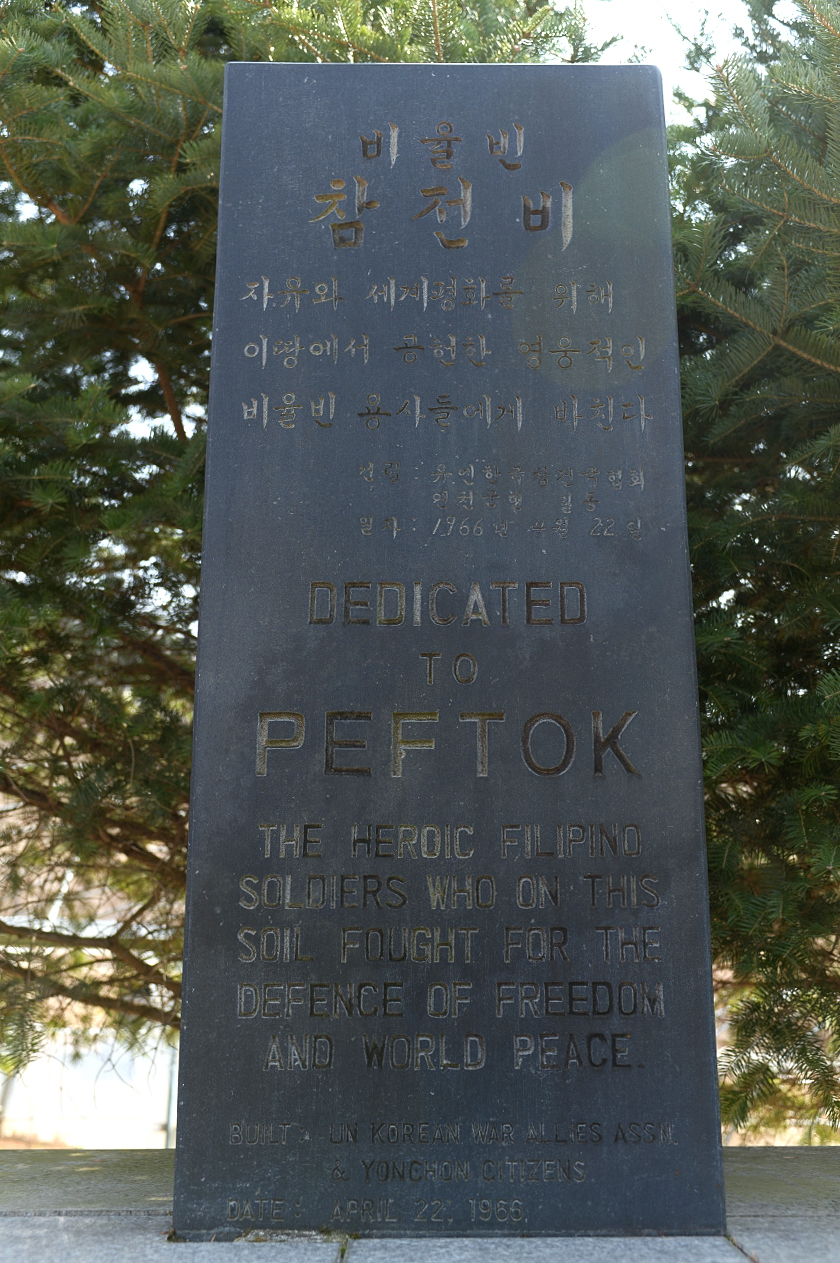 비율빈
참전비
자유와 세계평화를 위해
이땅에서 공헌한 영웅적인
비율빈 용사들에게 바친다
건립 : 유엔한국참전국협회
연천군민 일동
일자 : 1966년 4월 22일
DEDICATED
TO
PEFTOK
THE HEROIC FILIPINO
SOLDIERS WHO ON THIS
SOIL FOUGHT FOR THE
DEFENCE OF FREEDOM
AND WORLD PEACE.
BUILT : UN KOREAN WAR ALLIES ASSN.
& YONCHON CITIZENS
DATE : APRIL 22, 1966.